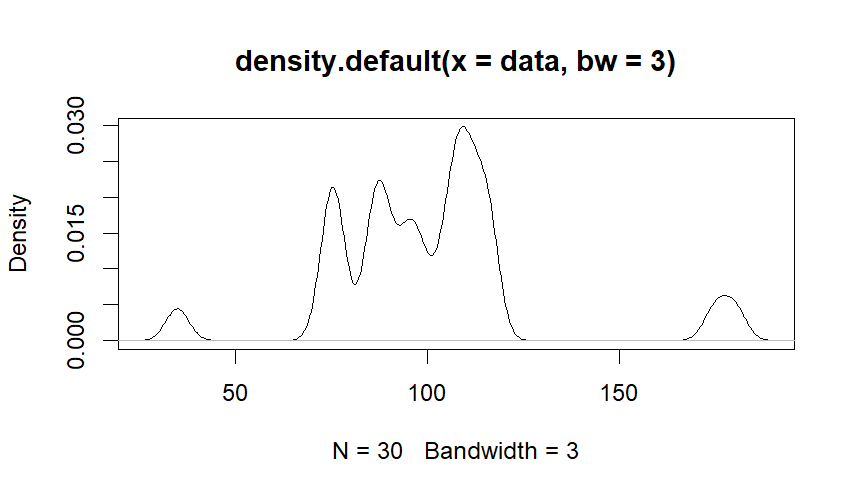 density.default(x = data, bw = 3)
Density
0.000 0.015 0.030
50 100 150
N = 30 Bandwidth = 3